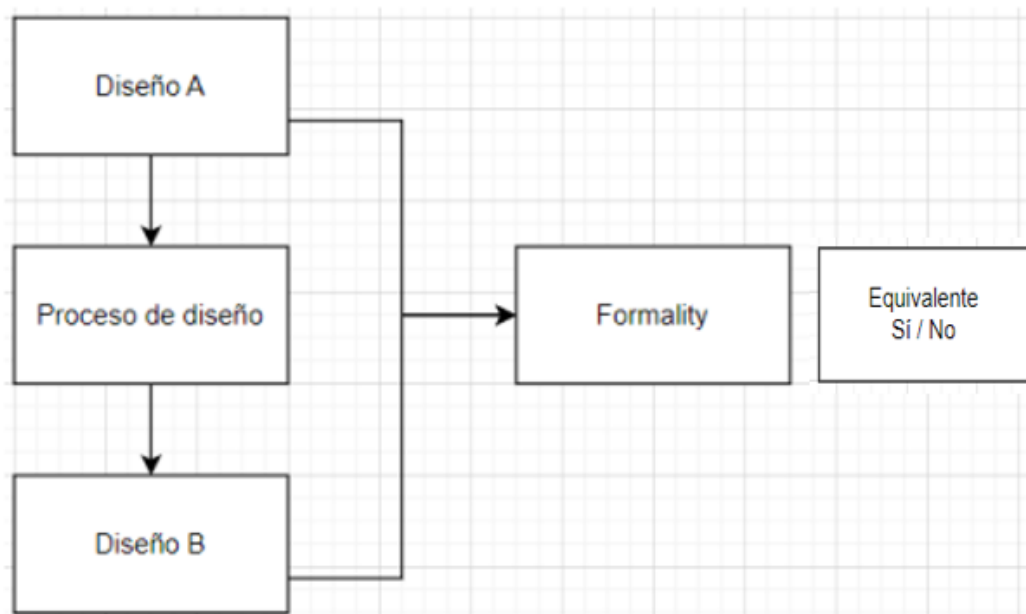 Diseño A
Proceso de diseño
Formality
Equivalente
Sí / No
Diseño B